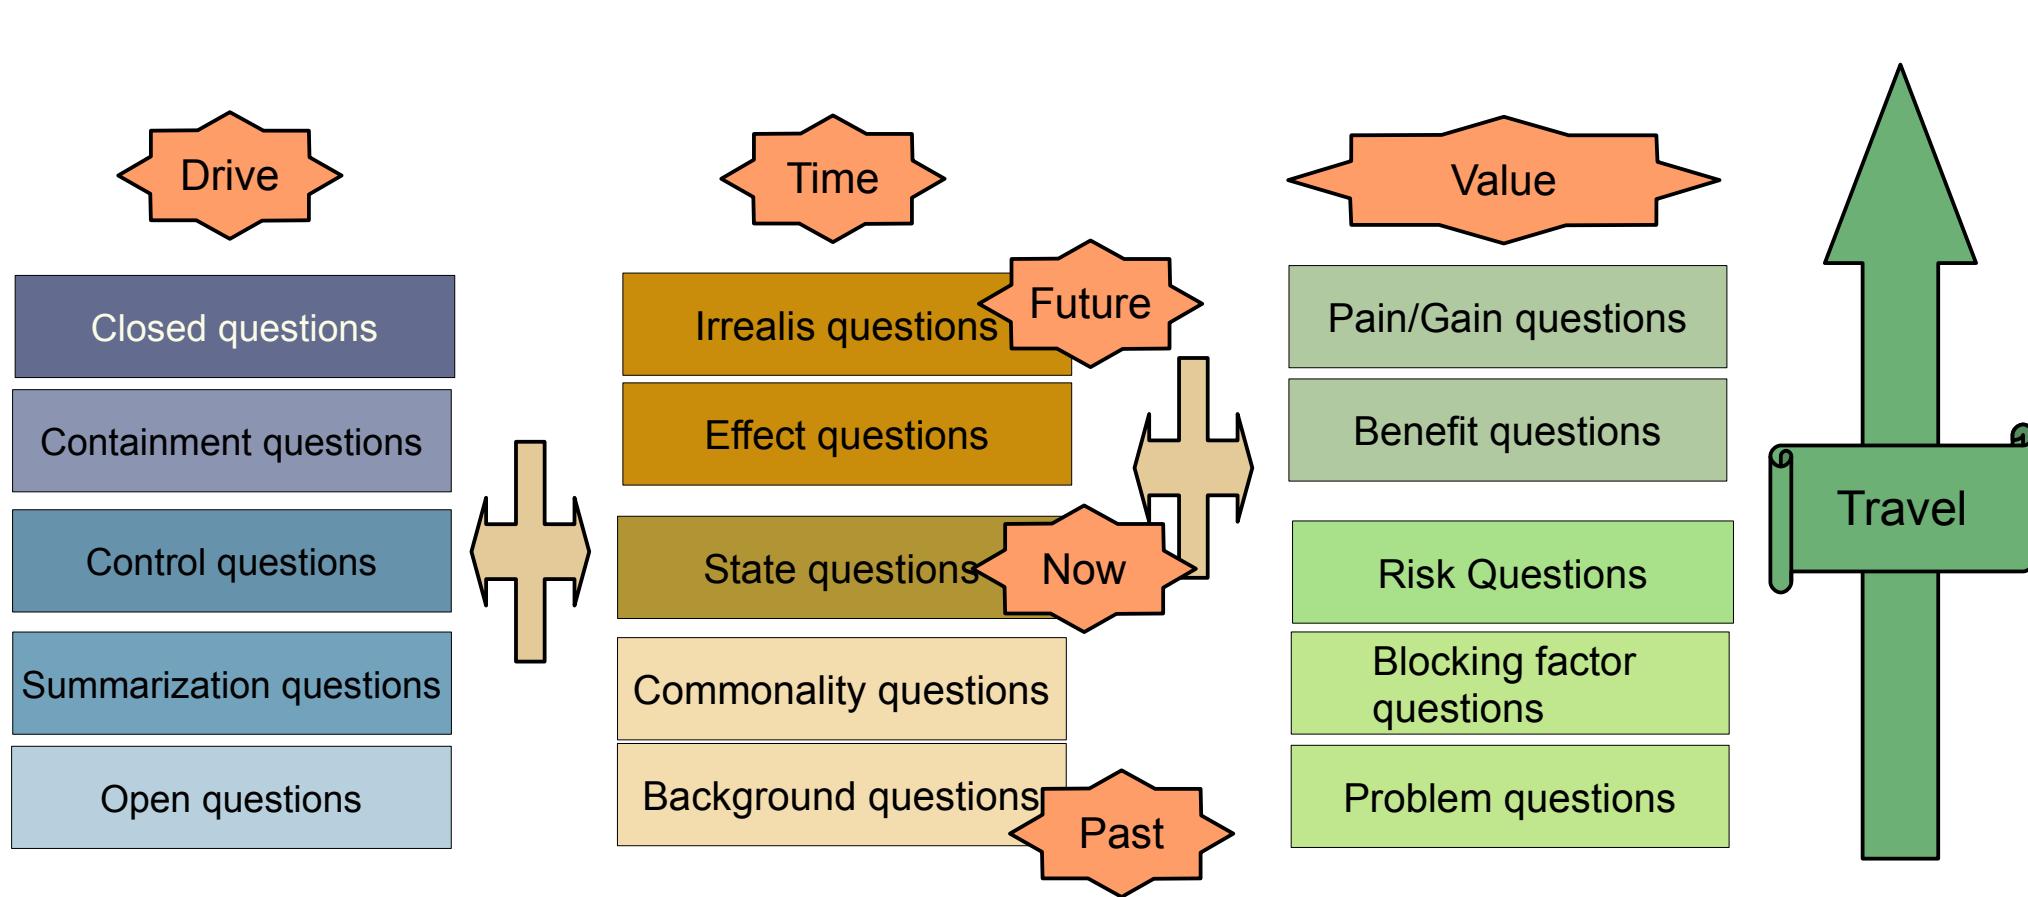 Drive
Closed questions
Containment questions
Control questions
Summarization questions
Open questions
Time
Future
Irrealis questions
Effect questions
Now
State questions
Commonality questions
Background questions
Past
Value
Pain/Gain questions
Benefit questions
Risk Questions
Blocking factor
questions
Problem questions
Travel